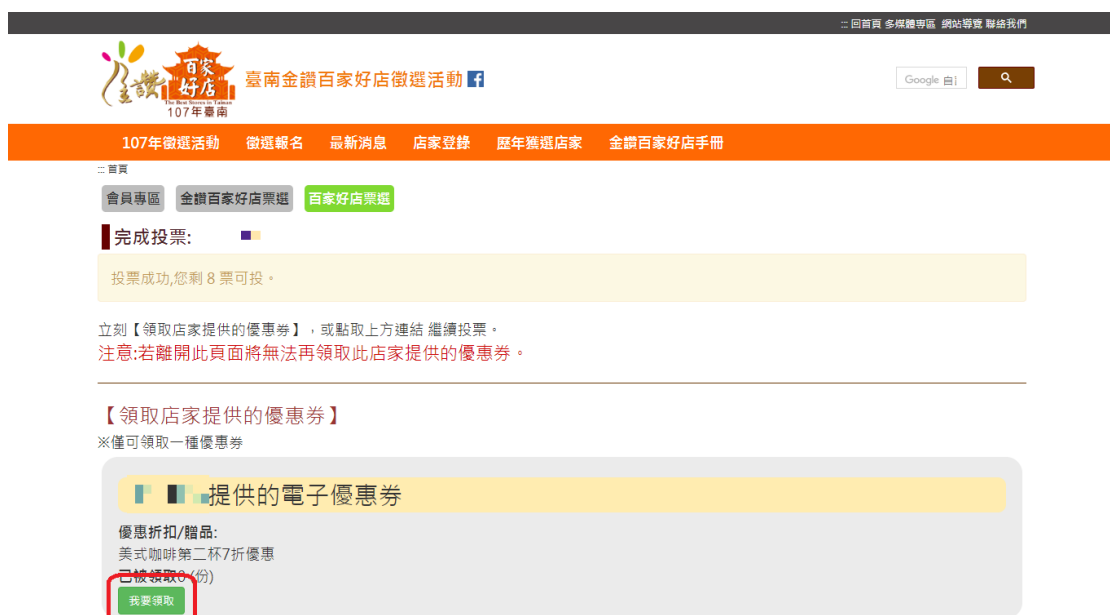 ::: 回首頁 多媒體專區 網站導覽 聯絡我們
金讚
百家
好店
The Best Stores in Tainan
107年臺南
臺南金讚百家好店徵選活動
Google 自
107年徵選活動 徵選報名 最新消息 店家登錄 歷年獲選店家 金讚百家好店手冊
::: 首頁
會員專區 金讚百家好店票選 百家好店票選
完成投票:
投票成功,您剩 8 票可投。
立刻【領取店家提供的優惠券】，或點取上方連結 繼續投票。
注意:若離開此頁面將無法再領取此店家提供的優惠券。
【領取店家提供的優惠券】
※僅可領取一種優惠券
提供的電子優惠券
優惠折扣/贈品:
美式咖啡第二杯7折優惠
已被領取0 (份)
我要領取